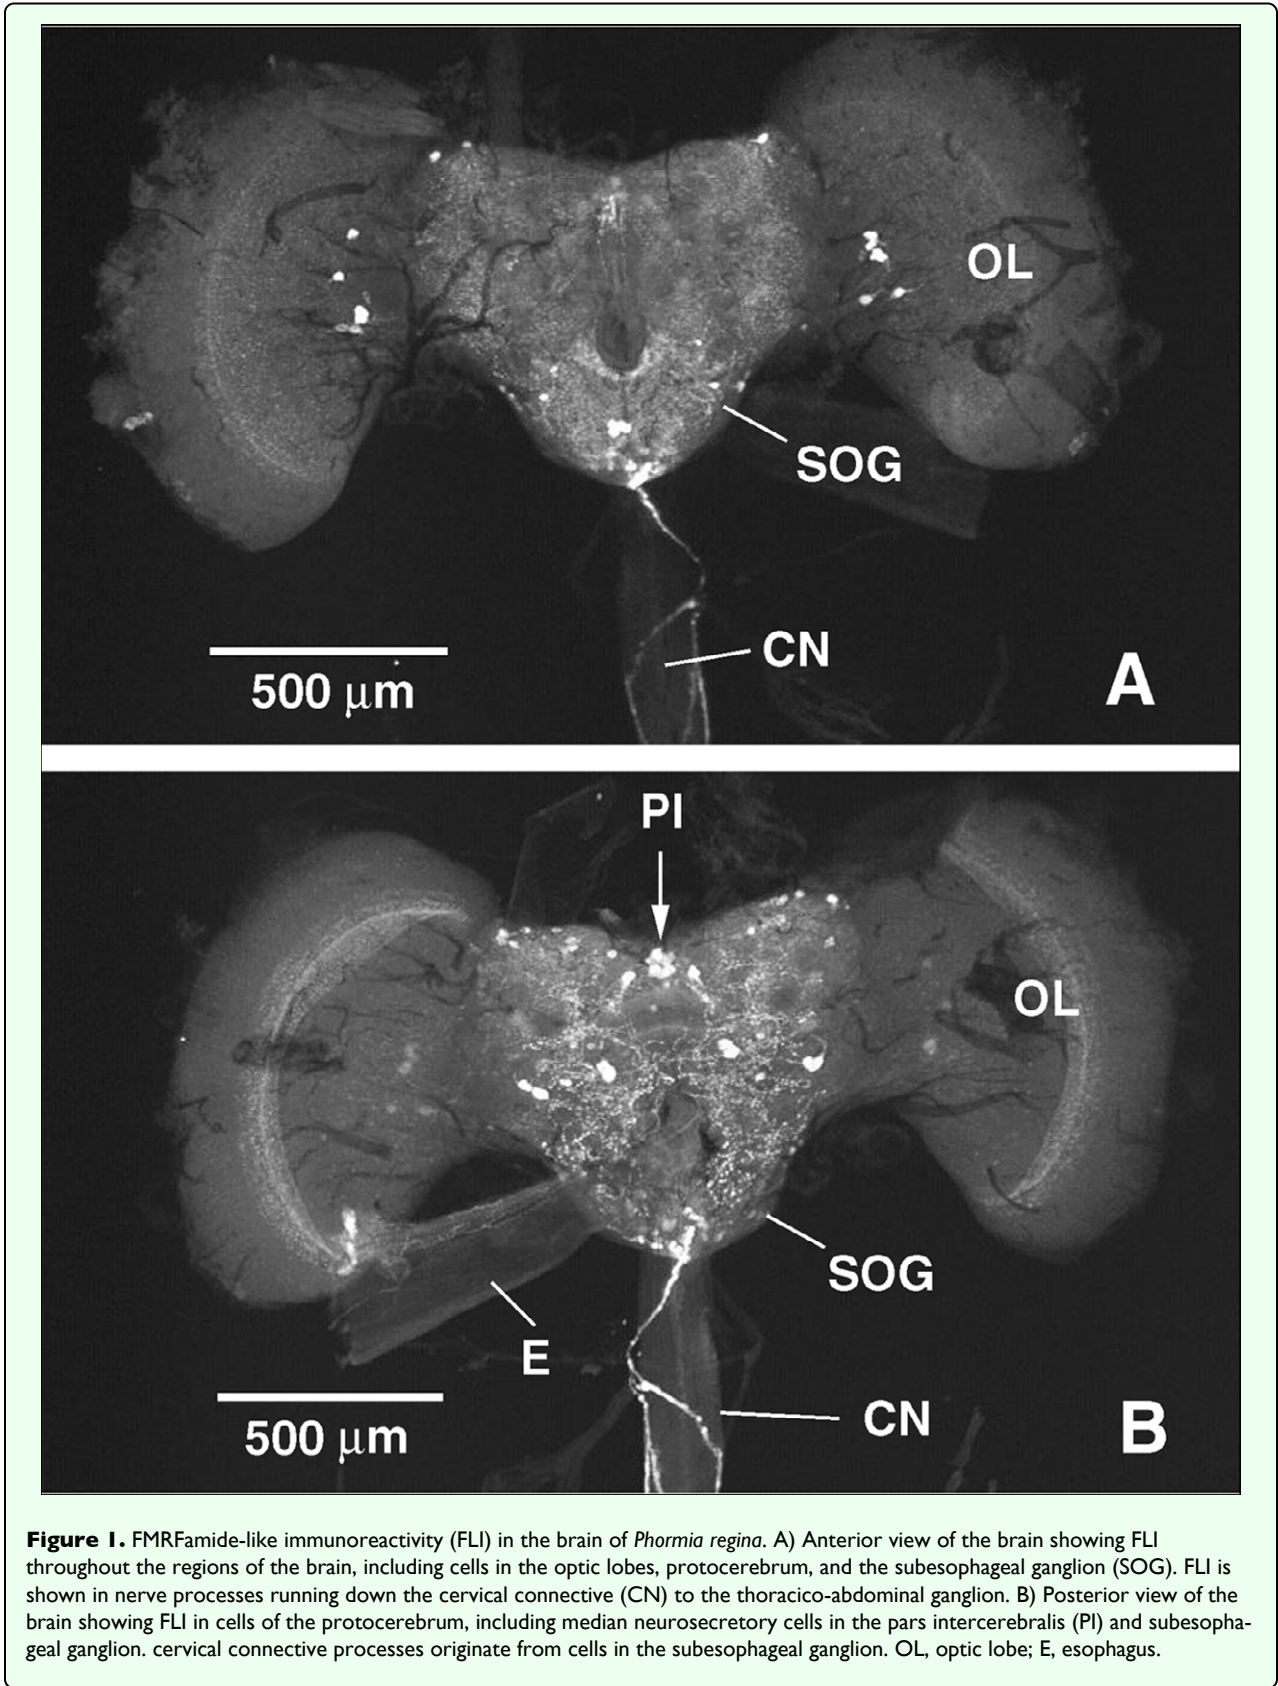 OL
SOG
CN
500 μm
A
PI
OL
SOG
E
CN
500 μm
B
Figure 1. FMRFamide-like immunoreactivity (FLI) in the brain of Phormia regina. A) Anterior view of the brain showing FLI
throughout the regions of the brain, including cells in the optic lobes, protocerebrum, and the subesophageal ganglion (SOG). FLI is
shown in nerve processes running down the cervical connective (CN) to the thoracico-abdominal ganglion. B) Posterior view of the
brain showing FLI in cells of the protocerebrum, including median neurosecretory cells in the pars intercerebralis (PI) and subesopha-
geal ganglion. cervical connective processes originate from cells in the subesophageal ganglion. OL, optic lobe; E, esophagus.